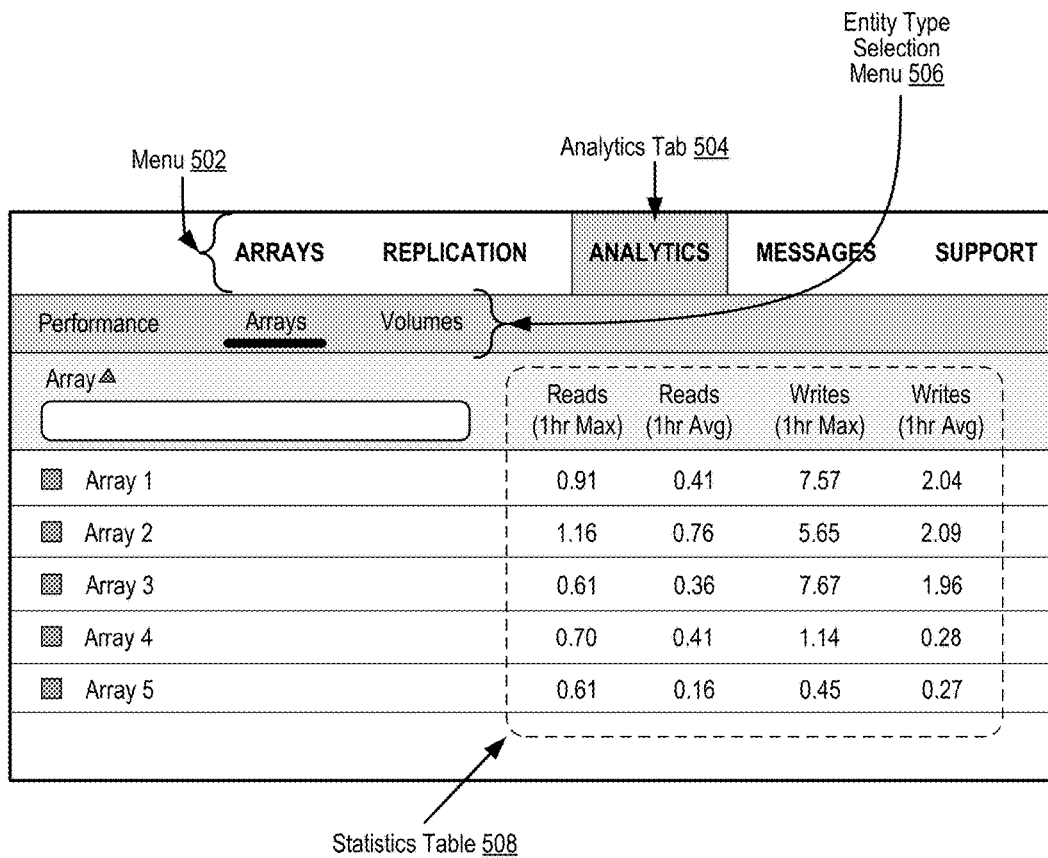 Entity Type
Selection
Menu 506
Analytics Tab 504
Menu 502
ARRAYS REPLICATION ANALYTICS MESSAGES SUPPORT
Performance Arrays Volumes
Array
Reads Reads Writes Writes
(1hr Max) (1hr Avg) (1hr Max) (1hr Avg)
Array 1 0.91 0.41 7.57 2.04
Array 2 1.16 0.76 5.65 2.09
Array 3 0.61 0.36 7.67 1.96
Array 4 0.70 0.41 1.14 0.28
Array 5 0.61 0.16 0.45 0.27
Statistics Table 508